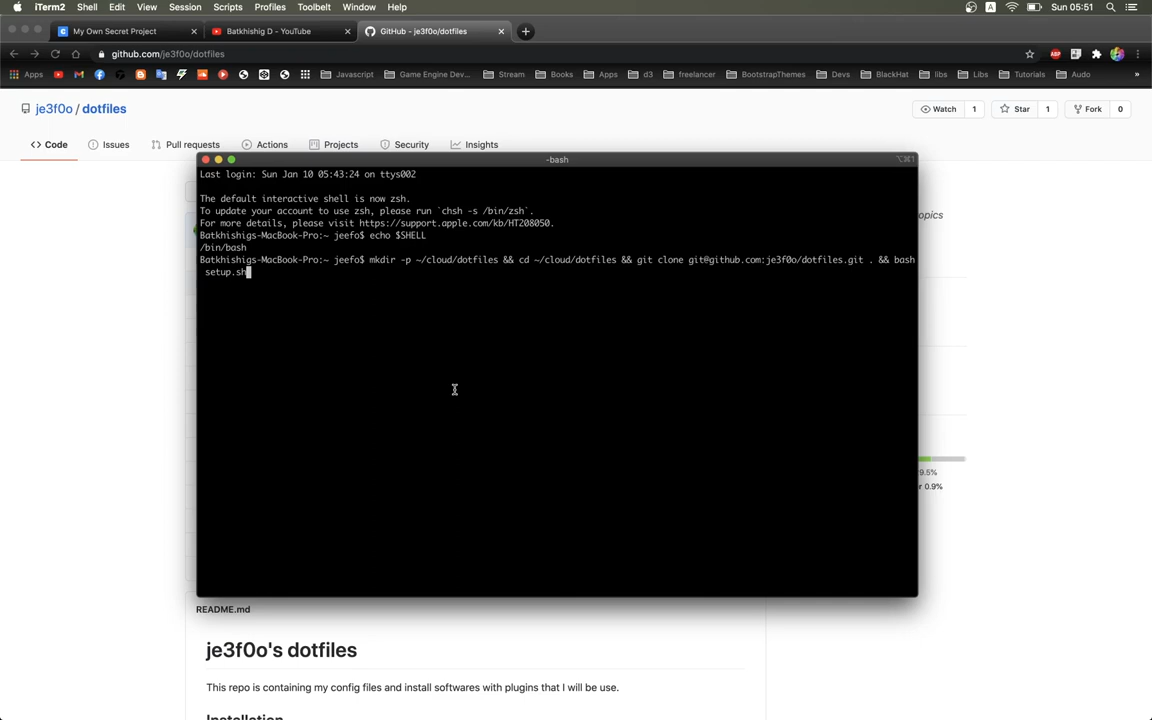 iTerm2 Shell Edit View Session Scripts Profiles Toolbelt Window Help A Sun 05:51
My Own Secret Project Batkhishig D - YouTube GitHub - je3f0o/dotfiles
github.com/je3f0o/dotfiles ABP
Apps Javascript Game Engine Dev... Stream Books Apps d3 freelancer BootstrapThemes Devs BlackHat libs Libs Tutorials Audo »
je3f0o / dotfiles Watch 1 Star 1 Fork 0
<> Code Issues Pull requests Actions Projects Security Insights
-bash ⌥⌘1
Last login: Sun Jan 10 05:43:24 on ttys002
The default interactive shell is now zsh.
To update your account to use zsh, please run `chsh -s /bin/zsh`.
For more details, please visit https://support.apple.com/kb/HT208050.
Batkhishigs-MacBook-Pro:~ jeefo$ echo $SHELL
/bin/bash
Batkhishigs-MacBook-Pro:~ jeefo$ mkdir -p ~/cloud/dotfiles && cd ~/cloud/dotfiles && git clone git@github.com:je3f0o/dotfiles.git . && bash
setup.sh
opics
9.5%
r 0.9%
README.md
je3f0o's dotfiles
This repo is containing my config files and install softwares with plugins that I will be use.
Installation